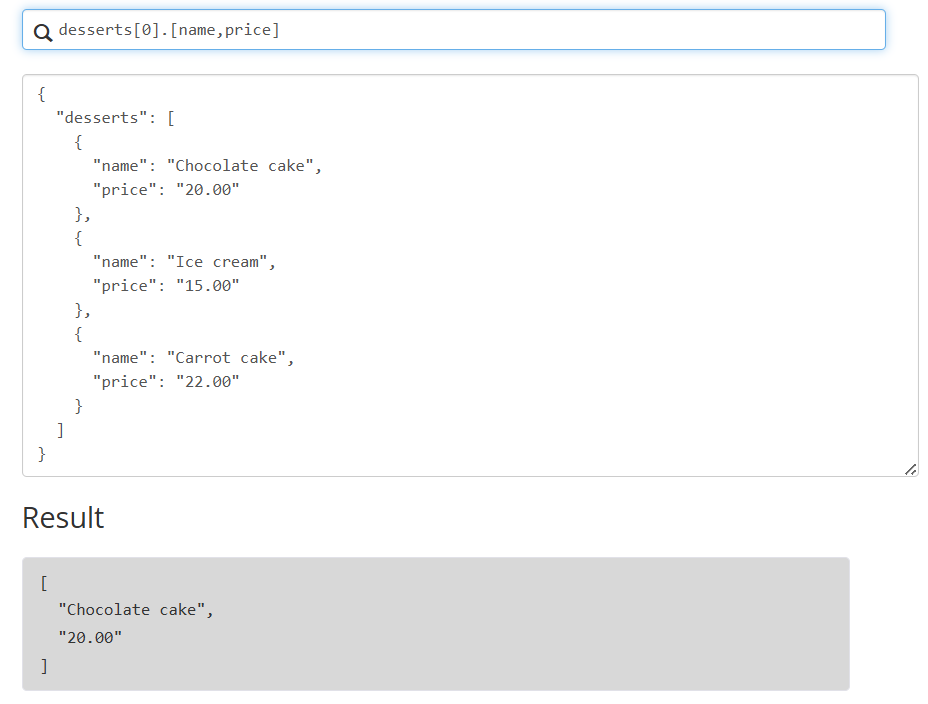 desserts[0].[name,price]
{
  "desserts": [
    {
      "name": "Chocolate cake",
      "price": "20.00"
    },
    {
      "name": "Ice cream",
      "price": "15.00"
    },
    {
      "name": "Carrot cake",
      "price": "22.00"
    }
  ]
}
Result
[
  "Chocolate cake",
  "20.00"
]